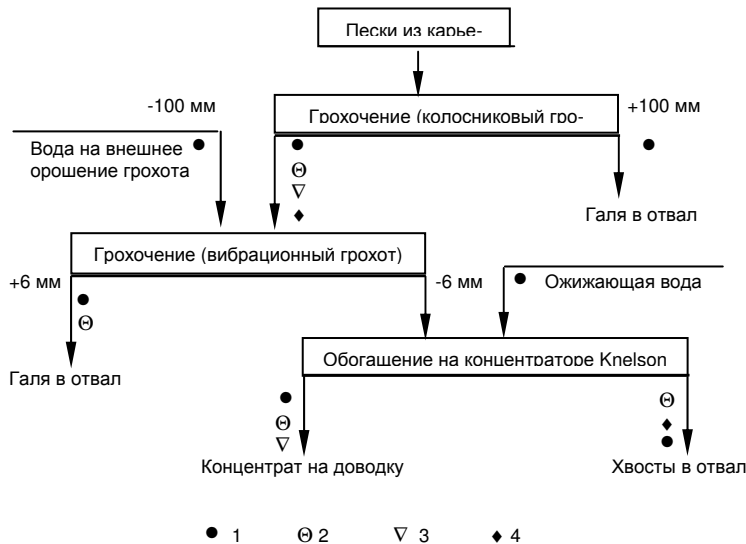 Пески из карье-
-100 мм
Грохочение (колосниковый гро-
+100 мм
Вода на внешнее
орошение грохота
Галя в отвал
Грохочение (вибрационный грохот)
+6 мм
-6 мм
Ожижающая вода
Обогащение на концентраторе Knelson
Галя в отвал
Концентрат на доводку
Хвосты в отвал
● 1 Θ 2 ∇ 3 ♦ 4